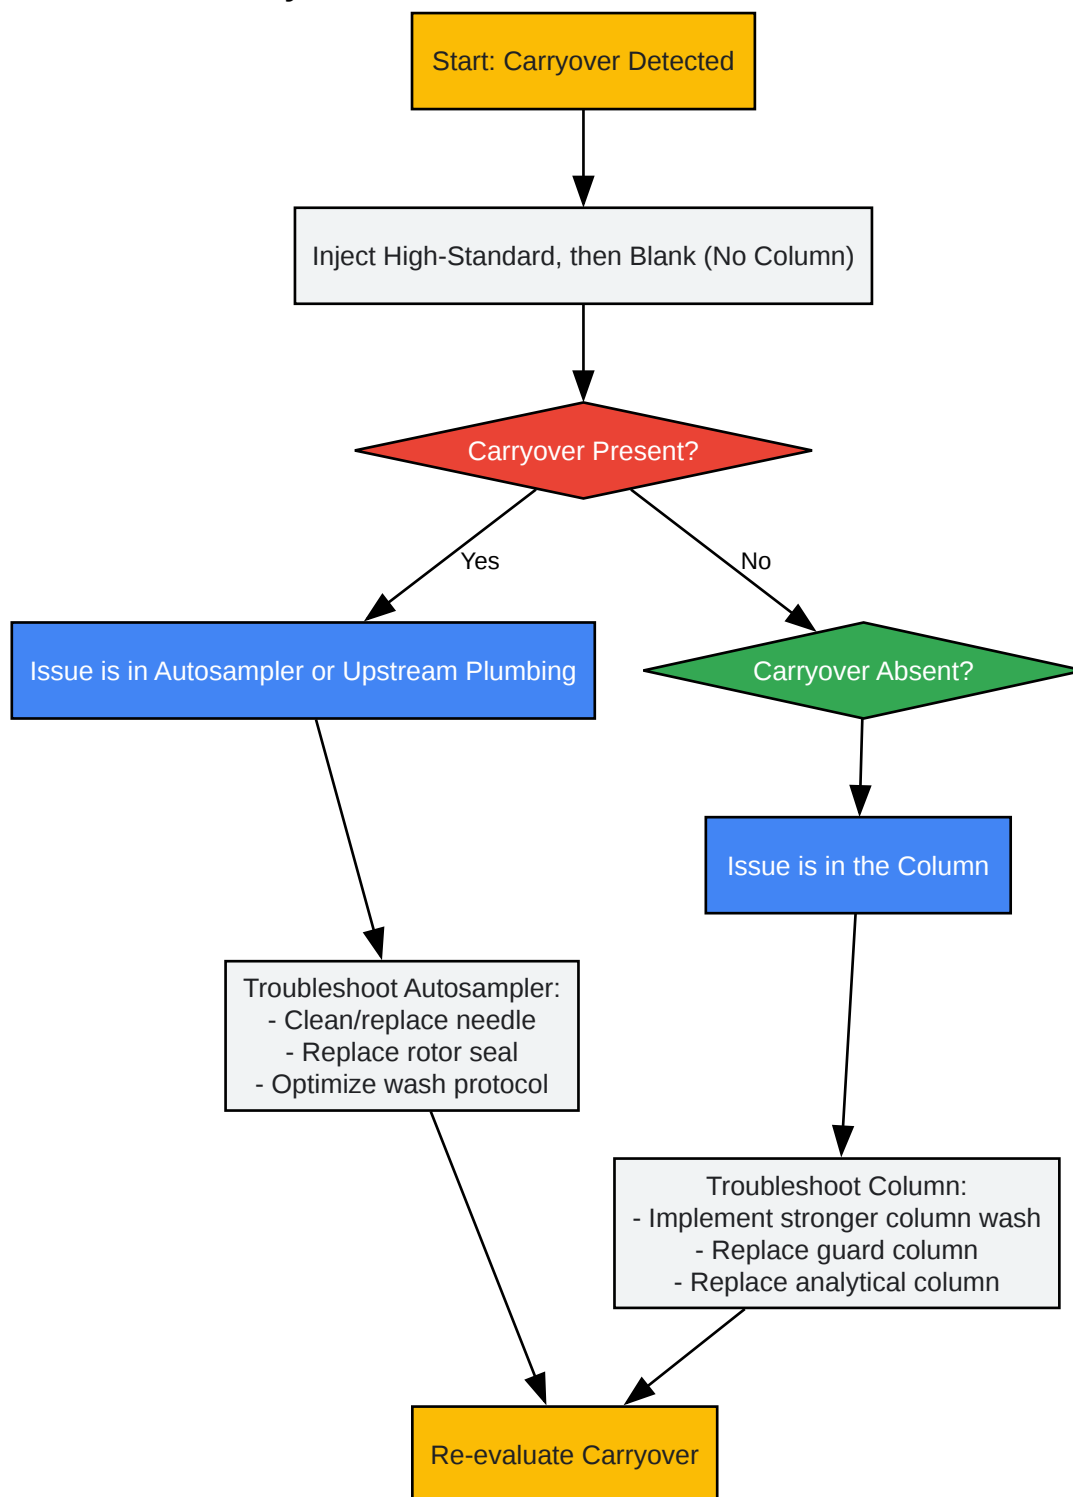 Start: Carryover Detected
Inject High-Standard, then Blank (No Column)
Carryover Present?
Yes
No
Issue is in Autosampler or Upstream Plumbing
Carryover Absent?
Issue is in the Column
Troubleshoot Autosampler:
- Clean/replace needle
- Replace rotor seal
- Optimize wash protocol
Troubleshoot Column:
- Implement stronger column wash
- Replace guard column
- Replace analytical column
Re-evaluate Carryover